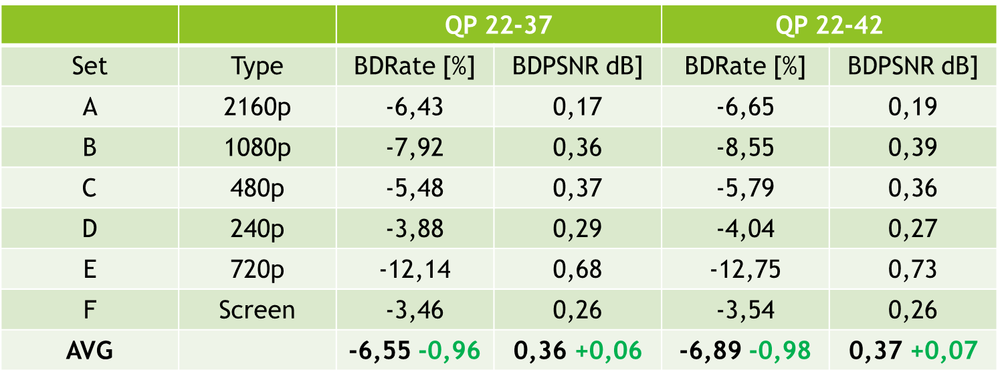 QP 22-37 QP 22-42
Set Type BDRate [%] BDPSNR dB] BDRate [%] BDPSNR dB]
A 2160p -6,43 0,17 -6,65 0,19
B 1080p -7,92 0,36 -8,55 0,39
C 480p -5,48 0,37 -5,79 0,36
D 240p -3,88 0,29 -4,04 0,27
E 720p -12,14 0,68 -12,75 0,73
F Screen -3,46 0,26 -3,54 0,26
AVG -6,55 -0,96 0,36 +0,06 -6,89 -0,98 0,37 +0,07